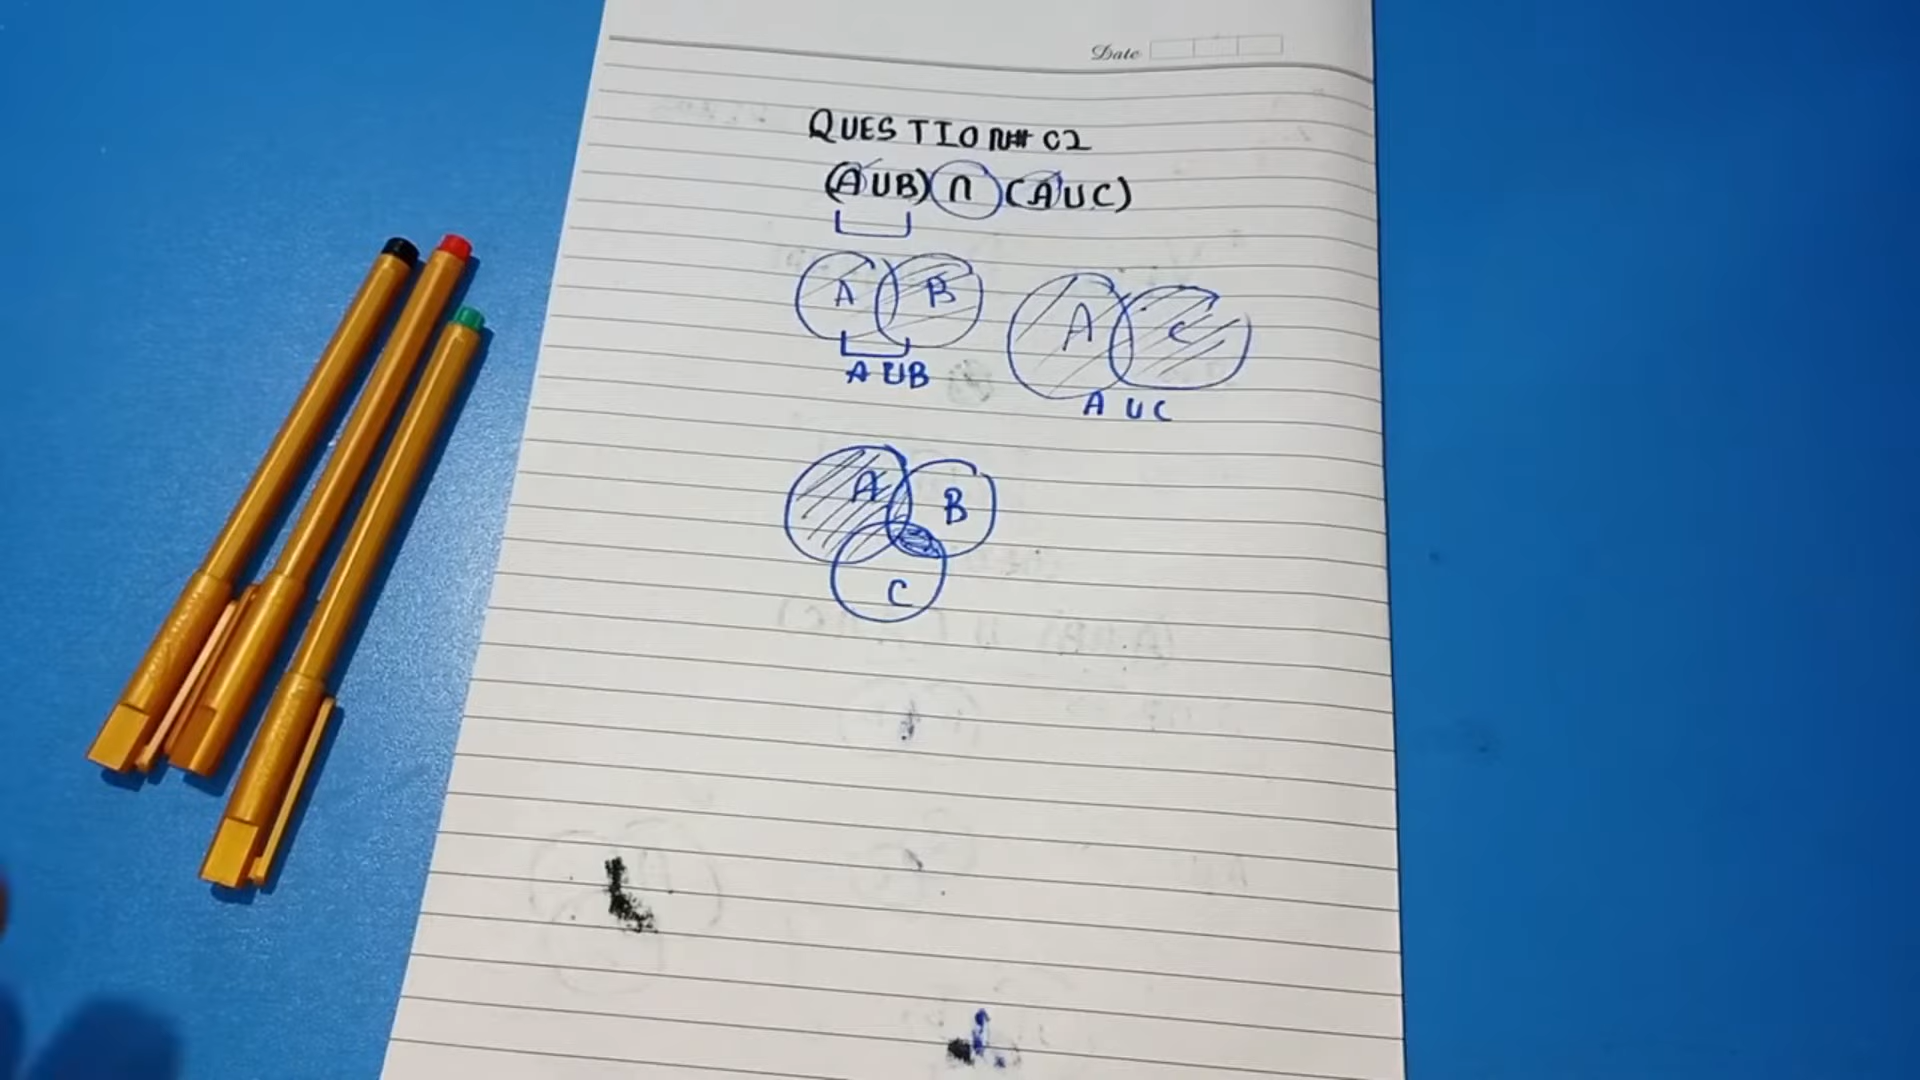 Date
QUESTION# 02
(AUB) ∩ (AUC)
A B
A C
AUB
AUC
A B
C